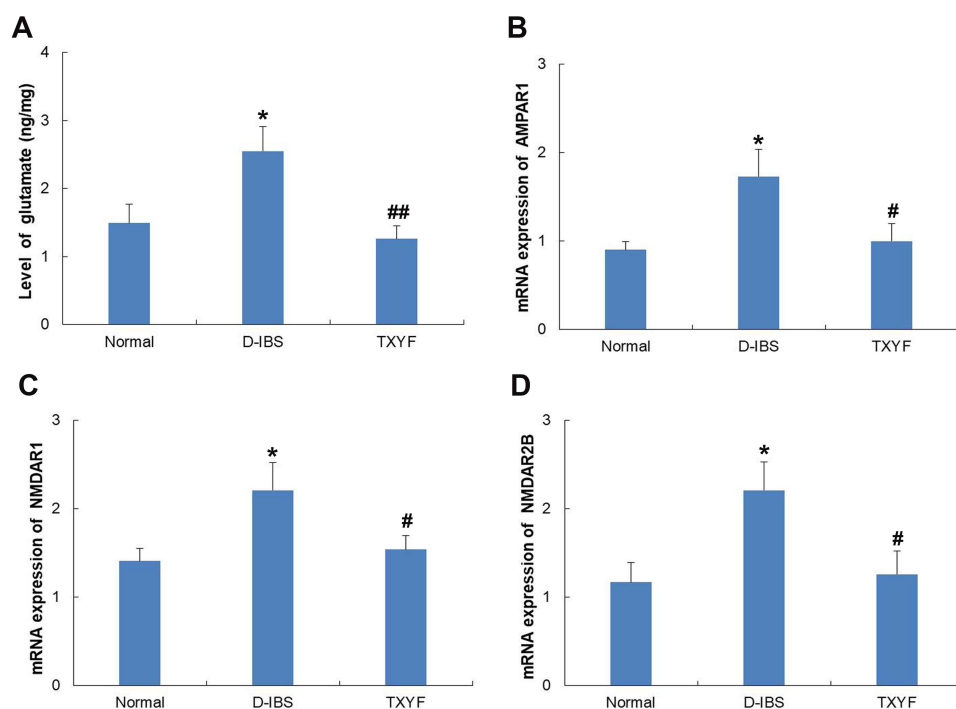 A
Level of glutamate (ng/mg)
4
3
2
1
0
*
##
Normal D-IBS TXYF
B
mRNA expression of AMPAR1
3
2
1
0
*
#
Normal D-IBS TXYF
C
mRNA expression of NMDAR1
3
2
1
0
*
#
Normal D-IBS TXYF
D
mRNA expression of NMDAR2B
3
2
1
0
*
#
Normal D-IBS TXYF